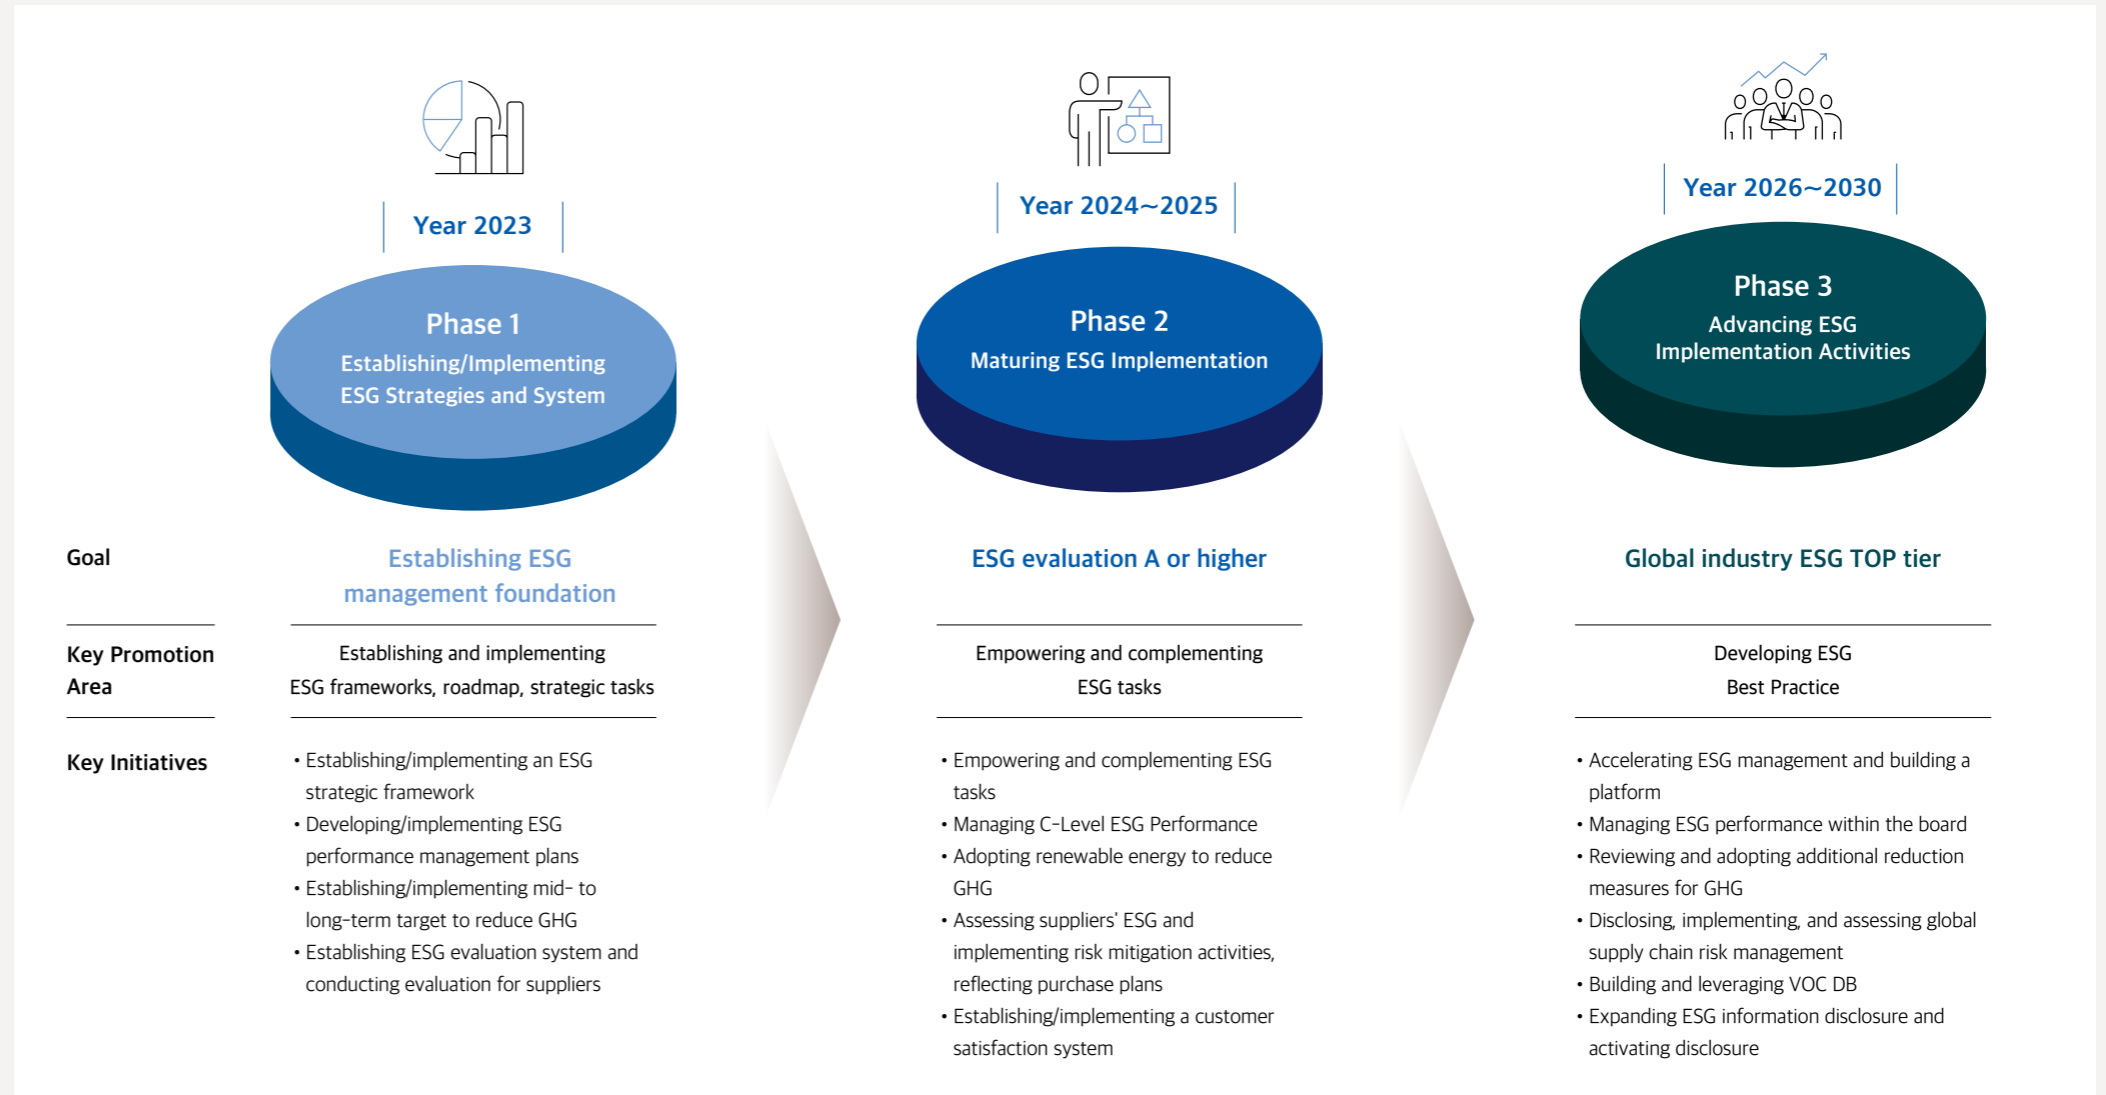 Year 2023
Phase 1
Establishing/Implementing
ESG Strategies and System
Year 2024~2025
Phase 2
Maturing ESG Implementation
Year 2026~2030
Phase 3
Advancing ESG
Implementation Activities
Goal
Establishing ESG
management foundation
ESG evaluation A or higher
Global industry ESG TOP tier
Key Promotion
Area
Establishing and implementing
ESG frameworks, roadmap, strategic tasks
Empowering and complementing
ESG tasks
Developing ESG
Best Practice
Key Initiatives
• Establishing/implementing an ESG
strategic framework
• Developing/implementing ESG
performance management plans
• Establishing/implementing mid- to
long-term target to reduce GHG
• Establishing ESG evaluation system and
conducting evaluation for suppliers
• Empowering and complementing ESG
tasks
• Managing C-Level ESG Performance
• Adopting renewable energy to reduce
GHG
• Assessing suppliers' ESG and
implementing risk mitigation activities,
reflecting purchase plans
• Establishing/implementing a customer
satisfaction system
• Accelerating ESG management and building a
platform
• Managing ESG performance within the board
• Reviewing and adopting additional reduction
measures for GHG
• Disclosing, implementing, and assessing global
supply chain risk management
• Building and leveraging VOC DB
• Expanding ESG information disclosure and
activating disclosure